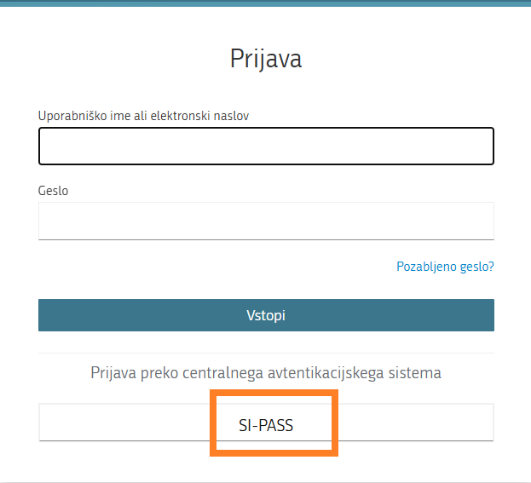 Prijava
Uporabniško ime ali elektronski naslov
Geslo
Pozabljeno geslo?
Vstopi
Prijava preko centralnega avtentikacijskega sistema
SI-PASS